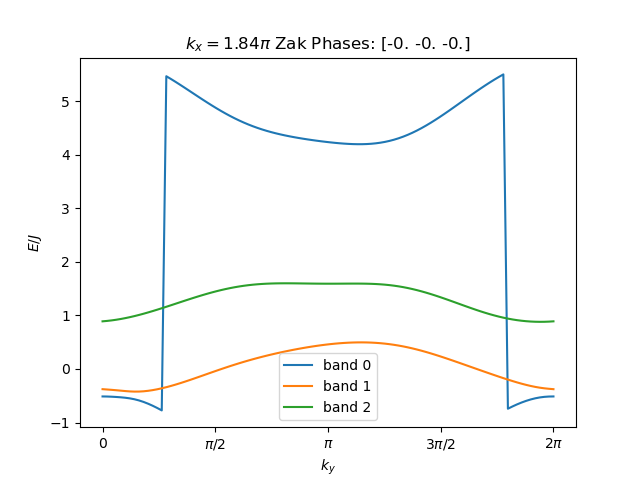 k_x = 1.84π Zak Phases: [-0. -0. -0.]
E/J
5
4
3
2
1
0
−1
band 0
band 1
band 2
0 π/2 π 3π/2 2π
k_y